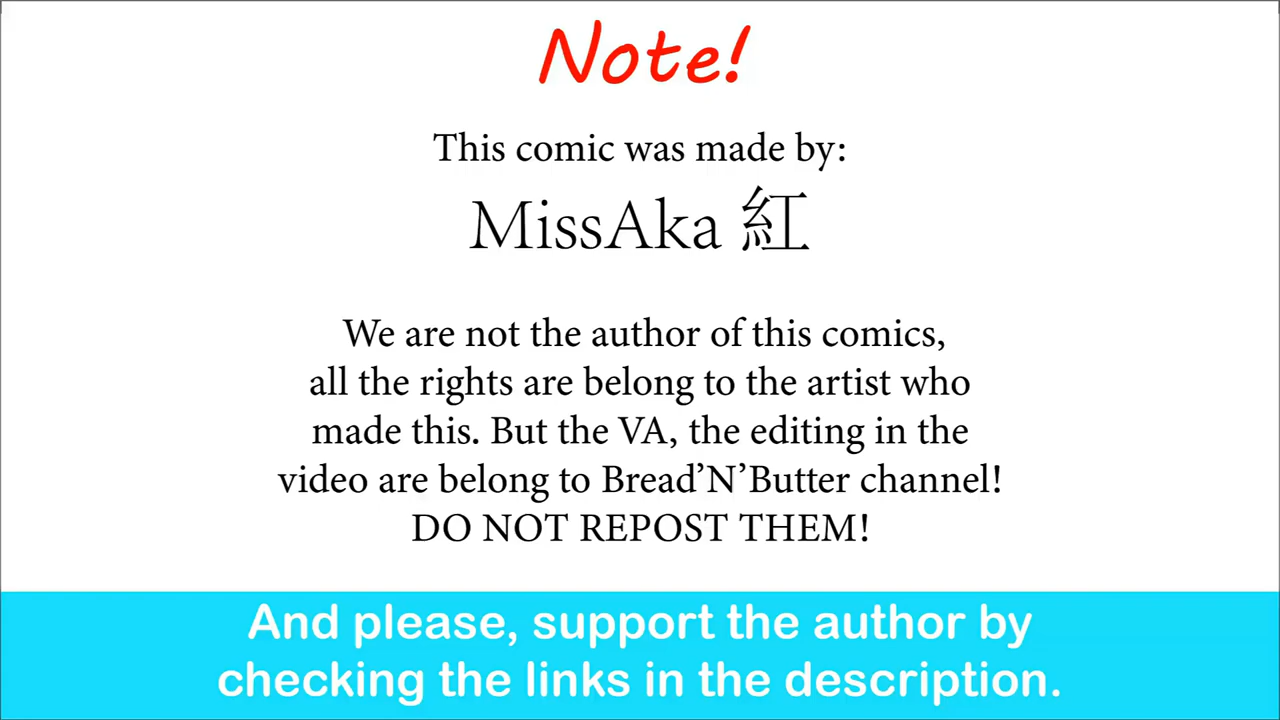 Note!
This comic was made by:
MissAka 紅
We are not the author of this comics,
all the rights are belong to the artist who
made this. But the VA, the editing in the
video are belong to Bread’N’Butter channel!
DO NOT REPOST THEM!
And please, support the author by
checking the links in the description.